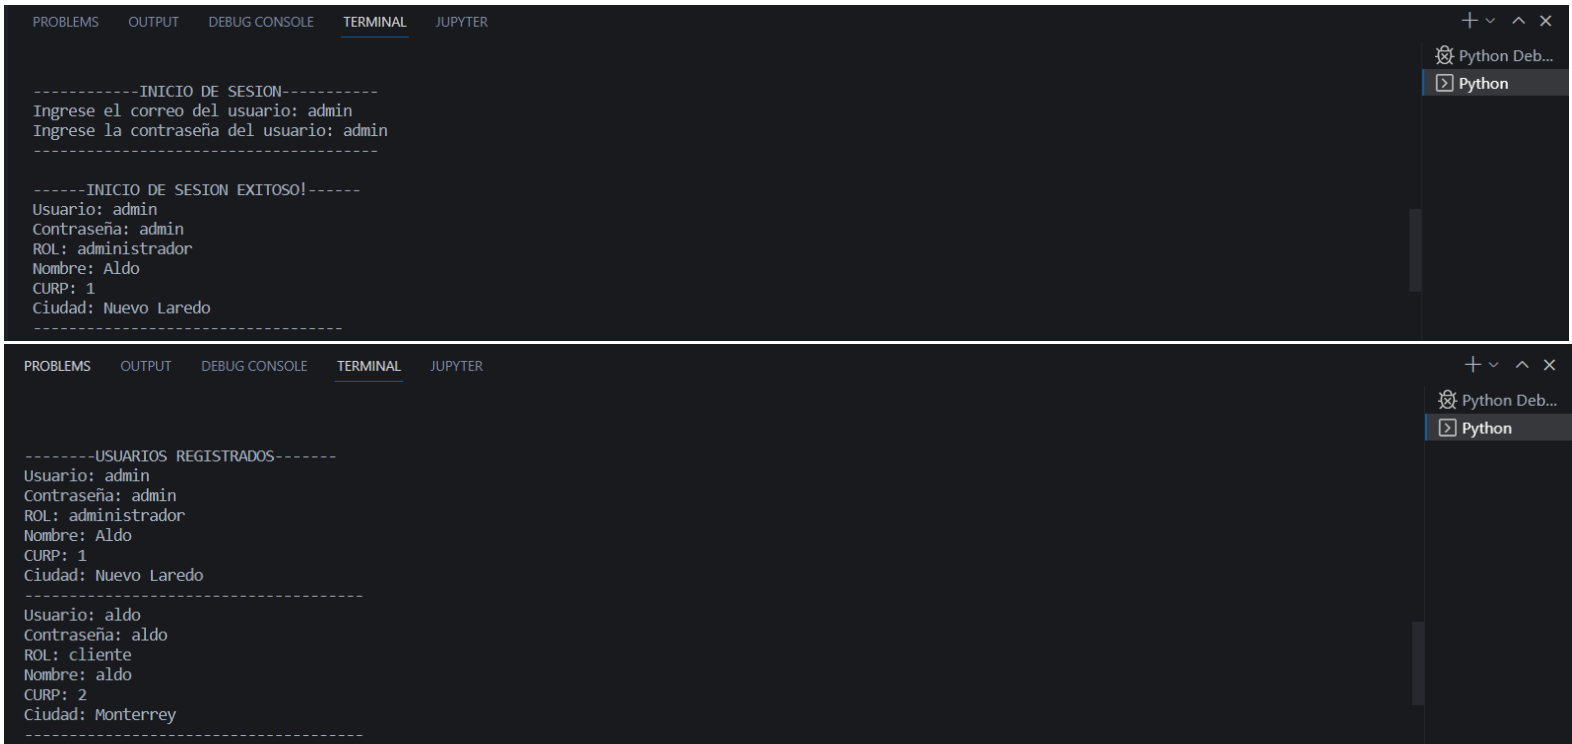 PROBLEMS OUTPUT DEBUG CONSOLE TERMINAL JUPYTER
Python Deb...
Python
------------INICIO DE SESION-----------
Ingrese el correo del usuario: admin
Ingrese la contraseña del usuario: admin
---------------------------------------
------INICIO DE SESION EXITOSO!------
Usuario: admin
Contraseña: admin
ROL: administrador
Nombre: Aldo
CURP: 1
Ciudad: Nuevo Laredo
-----------------------------------
PROBLEMS OUTPUT DEBUG CONSOLE TERMINAL JUPYTER
Python Deb...
Python
--------USUARIOS REGISTRADOS-------
Usuario: admin
Contraseña: admin
ROL: administrador
Nombre: Aldo
CURP: 1
Ciudad: Nuevo Laredo
--------------------------------------
Usuario: aldo
Contraseña: aldo
ROL: cliente
Nombre: aldo
CURP: 2
Ciudad: Monterrey
--------------------------------------